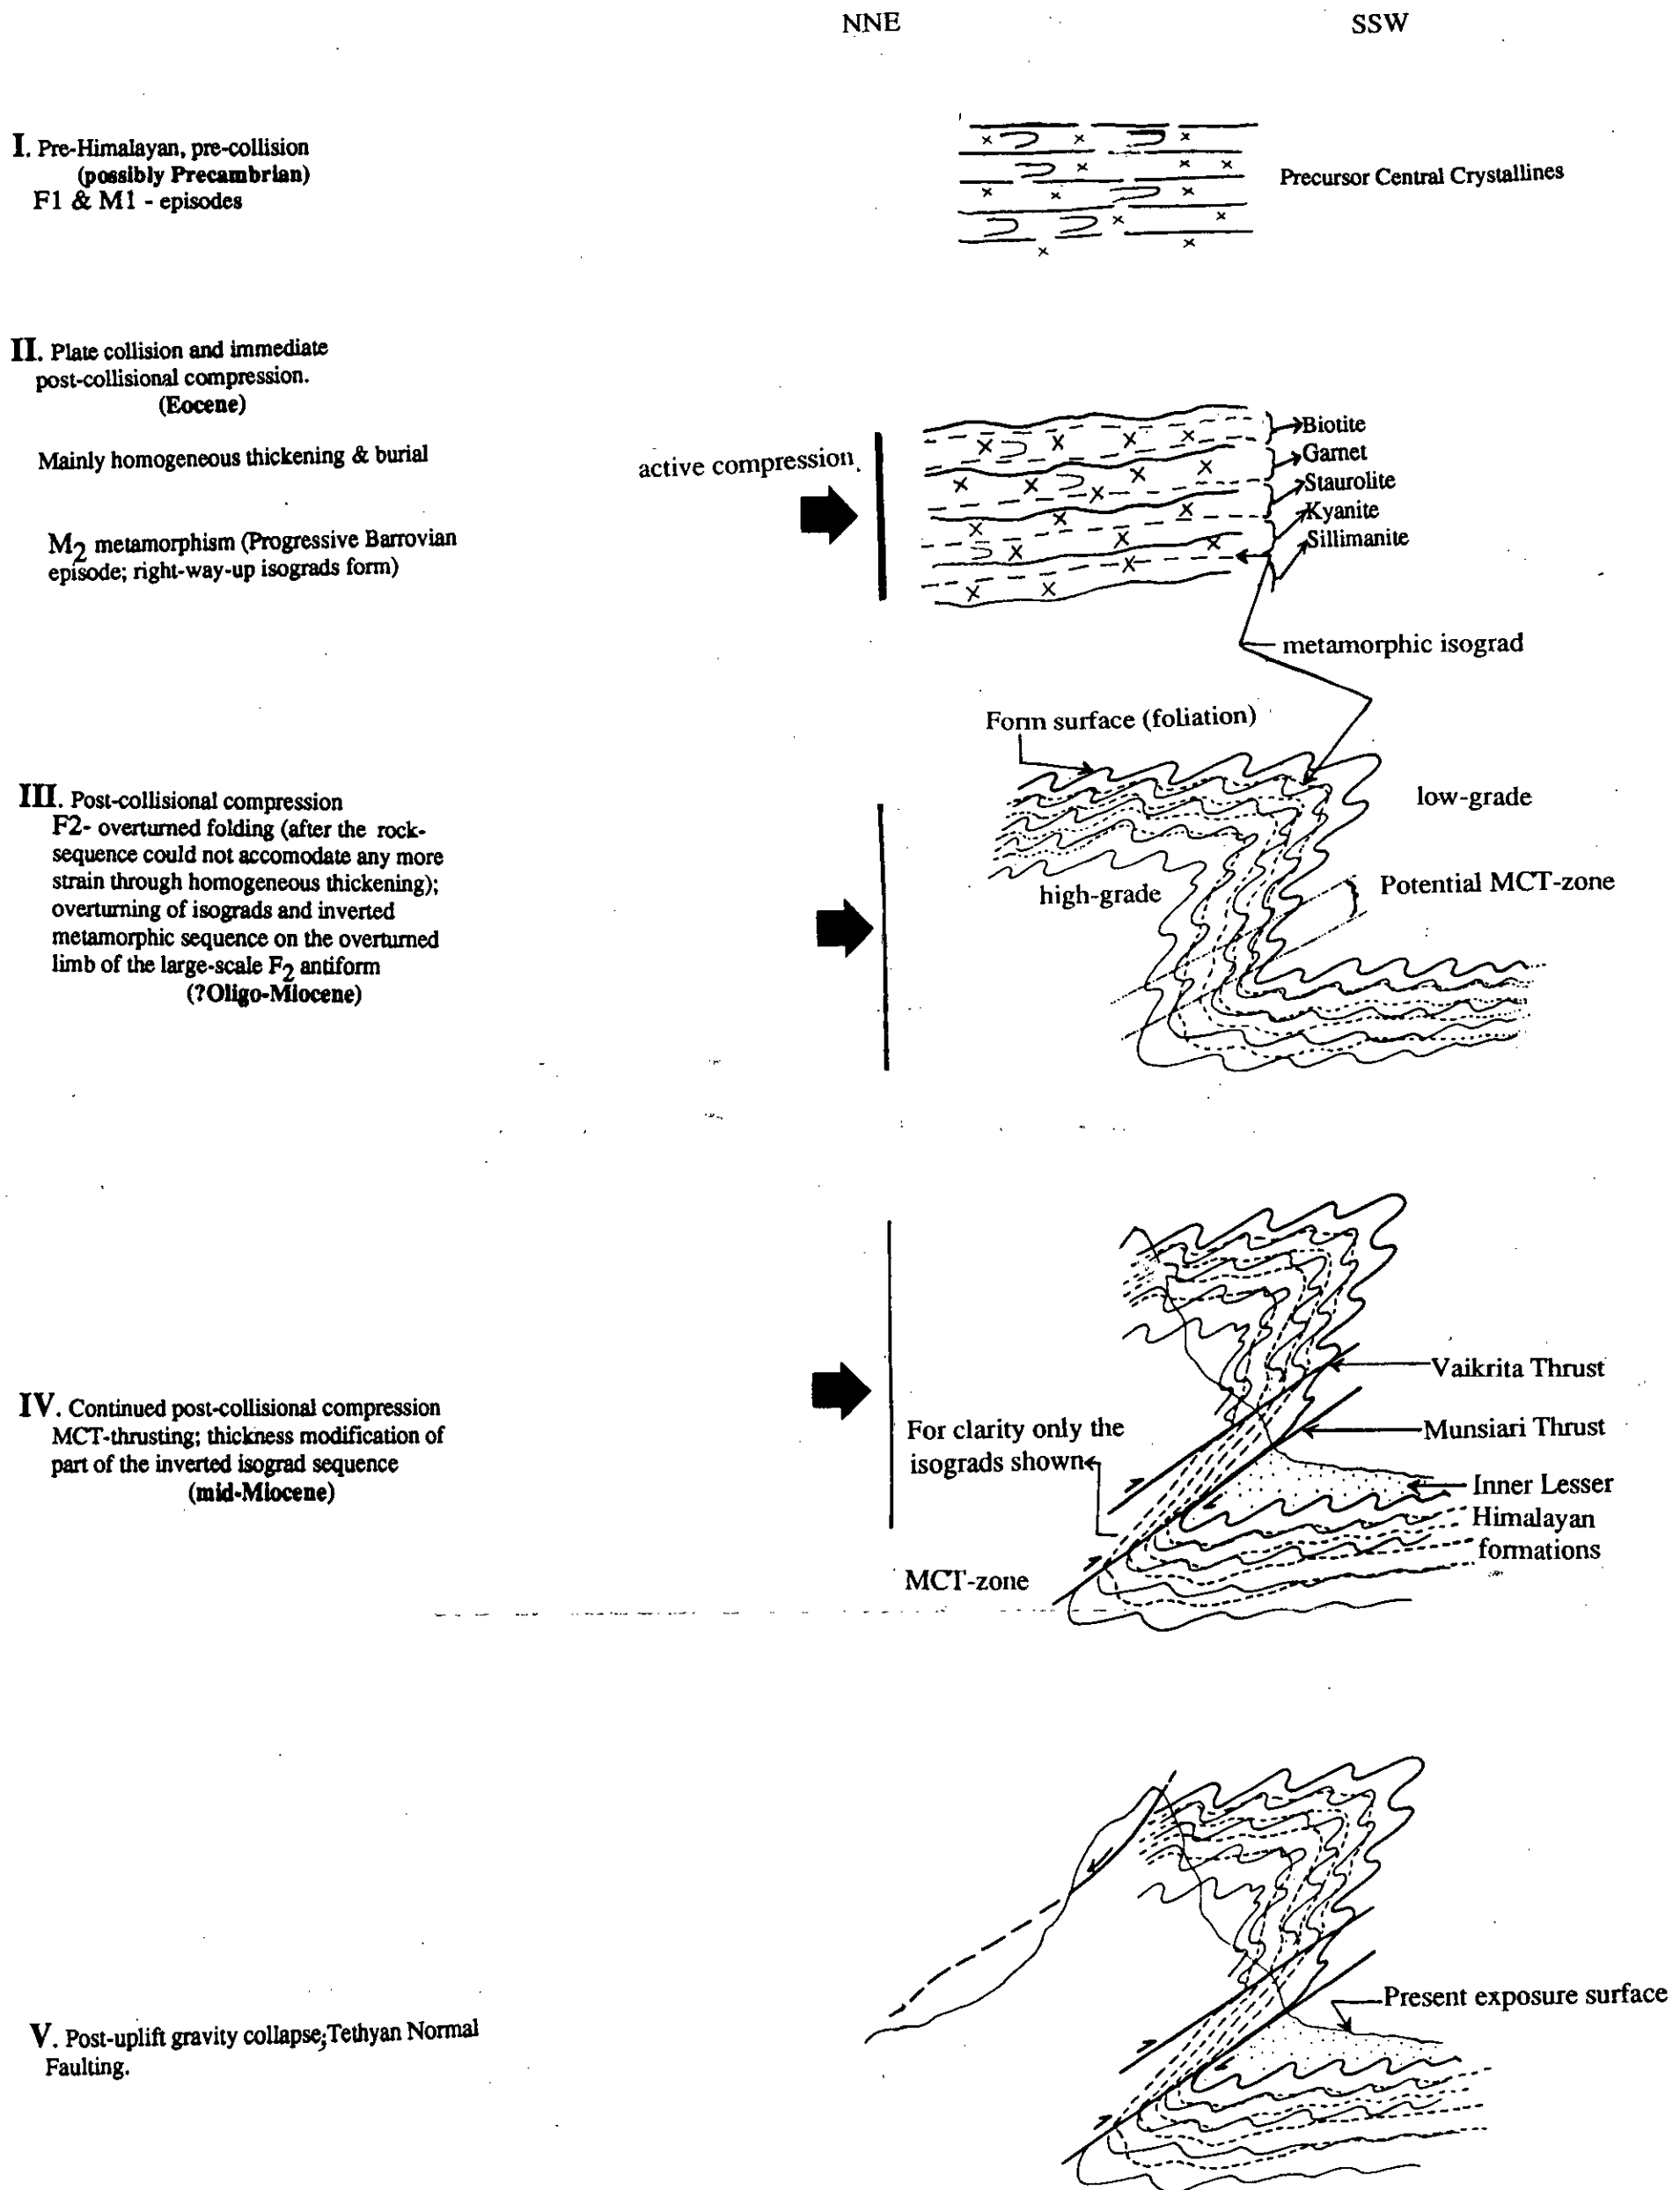 NNE SSW
I. Pre-Himalayan, pre-collision
(possibly Precambrian)
F1 & M1 - episodes
Precursor Central Crystallines
II. Plate collision and immediate
post-collisional compression.
(Eocene)
Mainly homogeneous thickening & burial
M2 metamorphism (Progressive Barrovian
episode; right-way-up isograds form)
active compression
Biotite
Garnet
Staurolite
Kyanite
Sillimanite
metamorphic isograd
Form surface (foliation)
III. Post-collisional compression
F2- overturned folding (after the rock-
sequence could not accomodate any more
strain through homogeneous thickening);
overturning of isograds and inverted
metamorphic sequence on the overturned
limb of the large-scale F2 antiform
(?Oligo-Miocene)
low-grade
high-grade
Potential MCT-zone
IV. Continued post-collisional compression
MCT-thrusting; thickness modification of
part of the inverted isograd sequence
(mid-Miocene)
Vaikrita Thrust
Munsiari Thrust
For clarity only the
isograds shown
Inner Lesser
Himalayan
formations
MCT-zone
V. Post-uplift gravity collapse; Tethyan Normal
Faulting.
Present exposure surface